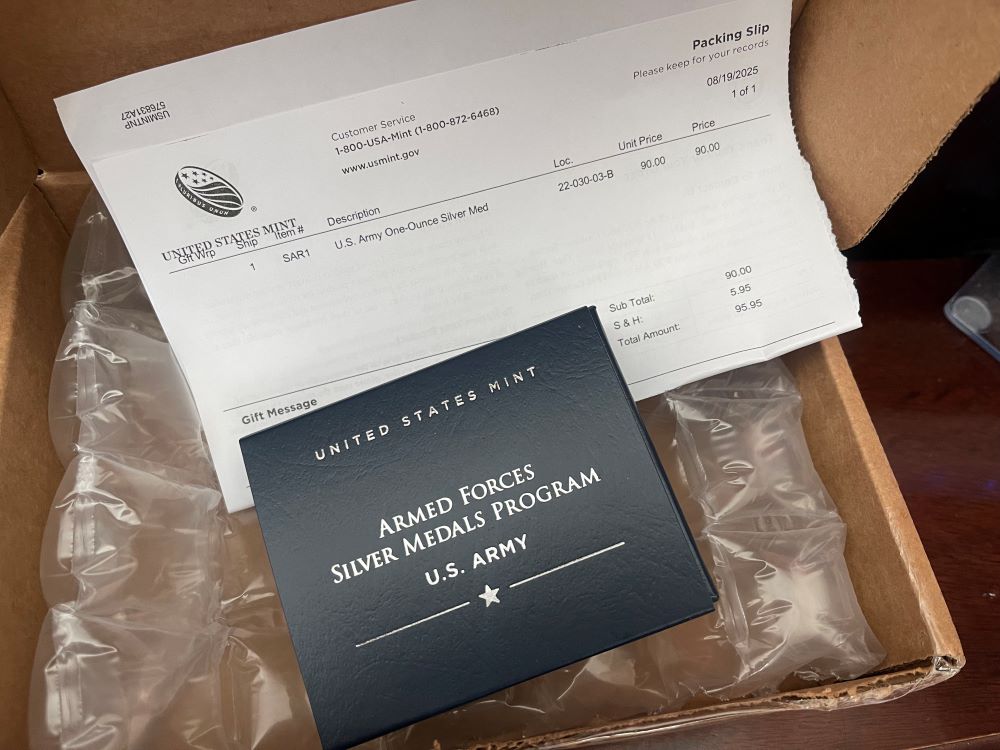 Packing Slip
Please keep for your records
08/19/2025
1 of 1
USMINTNP
576831A27
Customer Service
1-800-USA-Mint (1-800-872-6468)
www.usmint.gov
PLURIBUS UNUM
®
UNITED STATES MINT
Gft Wrp Ship Item # Description Loc. Unit Price Price
1 SAR1 U.S. Army One-Ounce Silver Med 22-030-03-B 90.00 90.00
Sub Total: 90.00
S & H: 5.95
Total Amount: 95.95
Gift Message
UNITED STATES MINT
ARMED FORCES
SILVER MEDALS PROGRAM
U.S. ARMY